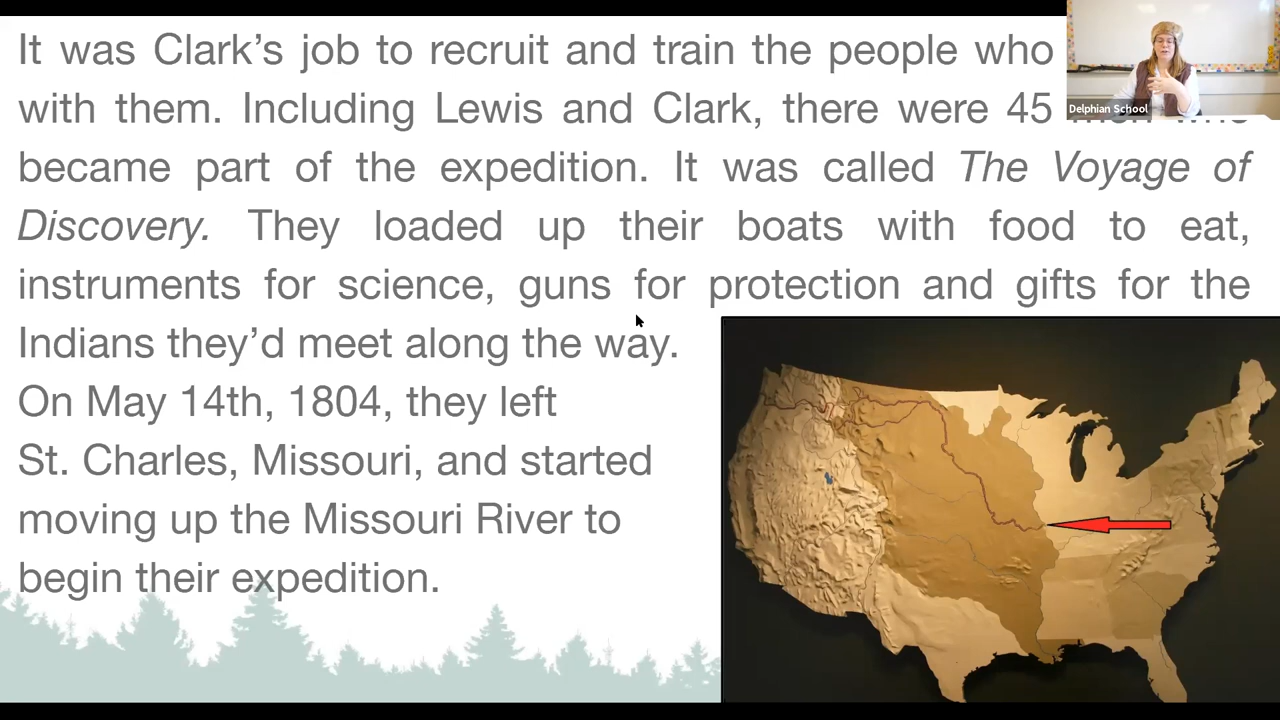 It was Clark’s job to recruit and train the people who
with them. Including Lewis and Clark, there were 45
became part of the expedition. It was called The Voyage of
Discovery. They loaded up their boats with food to eat,
instruments for science, guns for protection and gifts for the
Indians they’d meet along the way.
On May 14th, 1804, they left
St. Charles, Missouri, and started
moving up the Missouri River to
begin their expedition.
Delphian School